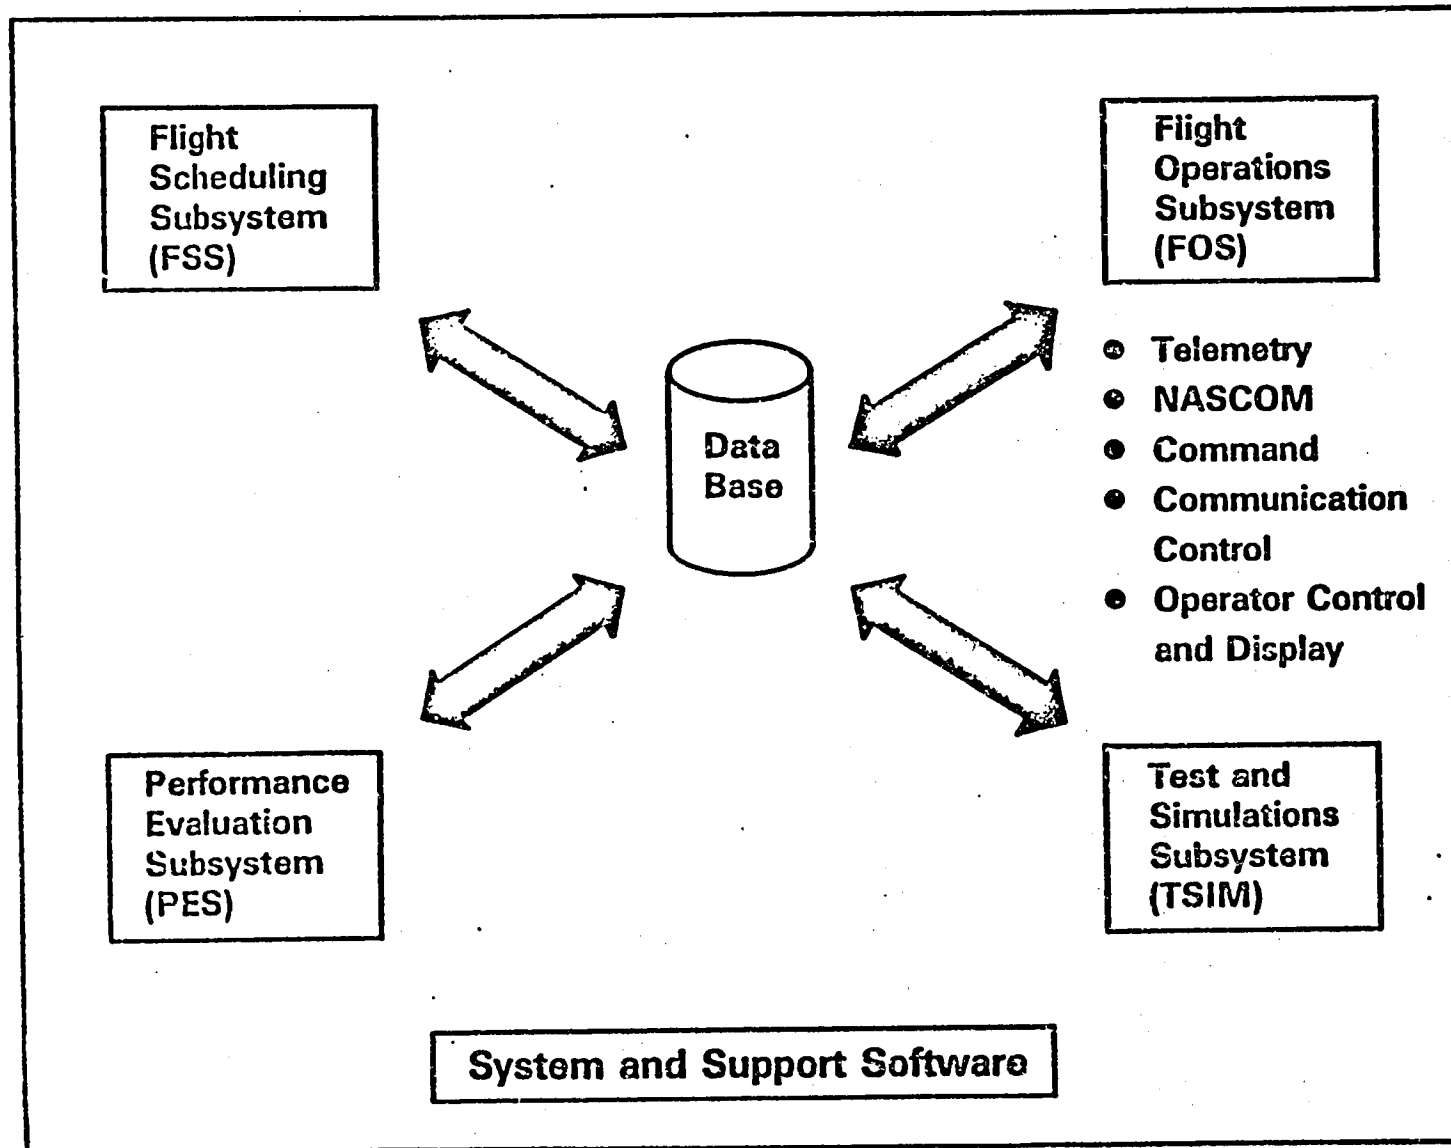 Flight
Scheduling
Subsystem
(FSS)
Flight
Operations
Subsystem
(FOS)
● Telemetry
● NASCOM
● Command
● Communication
Control
● Operator Control
and Display
Data
Base
Performance
Evaluation
Subsystem
(PES)
Test and
Simulations
Subsystem
(TSIM)
System and Support Software